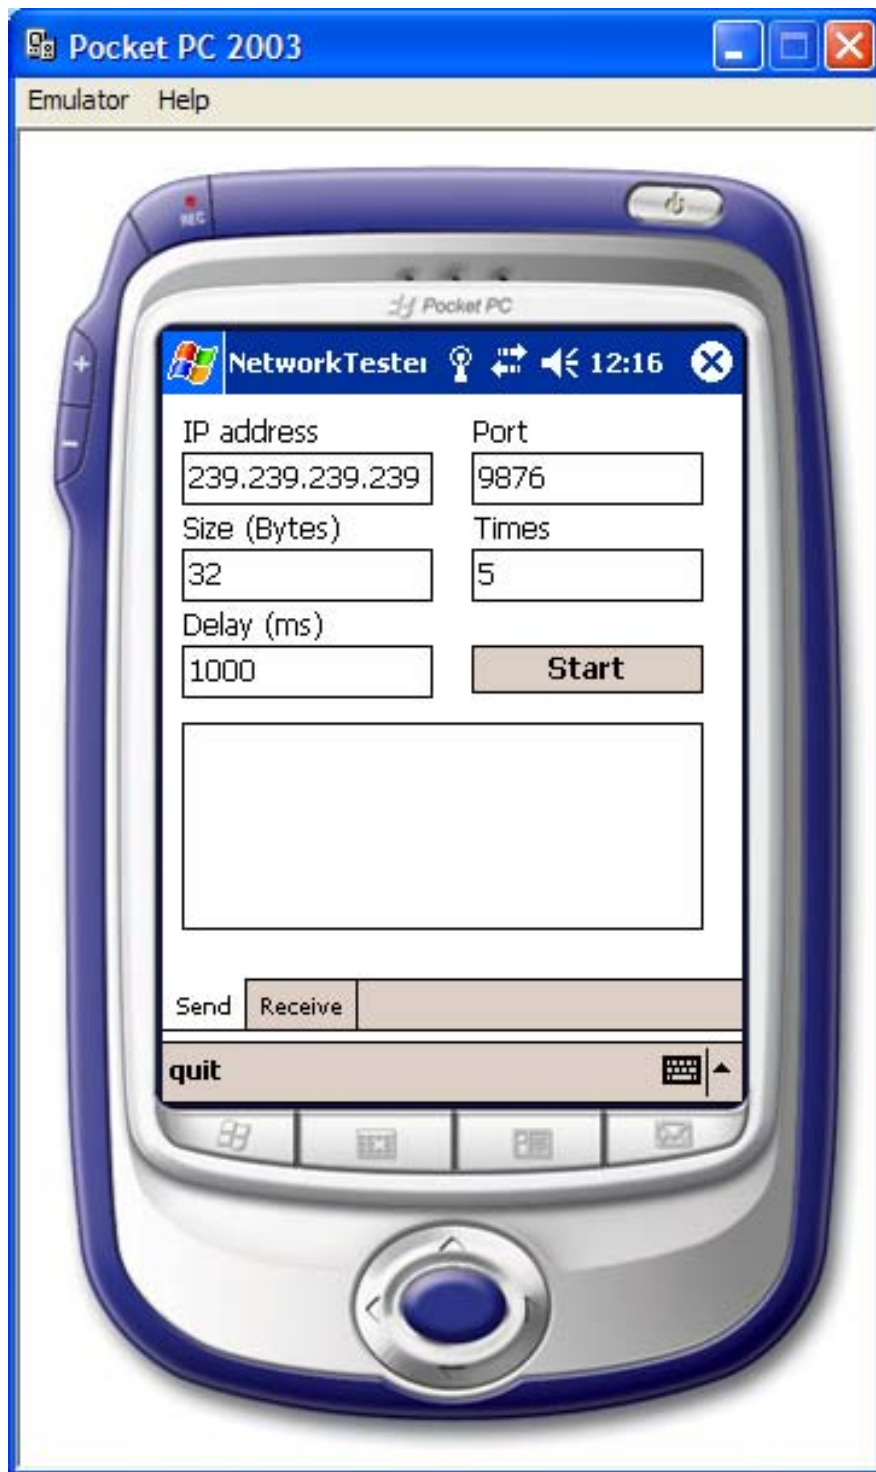 Pocket PC 2003
Emulator Help
REC
Pocket PC
NetworkTester 12:16
IP address Port
239.239.239.239 9876
Size (Bytes) Times
32 5
Delay (ms)
1000 Start
Send Receive
quit